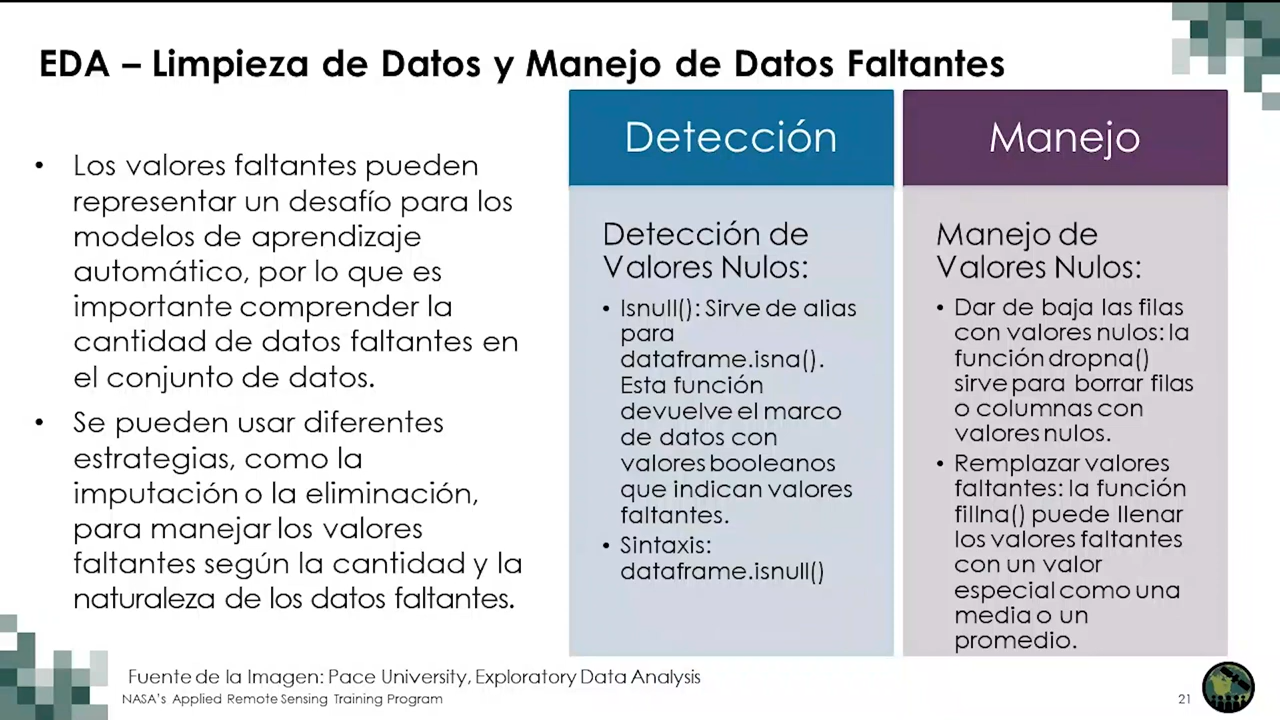 EDA – Limpieza de Datos y Manejo de Datos Faltantes
• Los valores faltantes pueden
representar un desafío para los
modelos de aprendizaje
automático, por lo que es
importante comprender la
cantidad de datos faltantes en
el conjunto de datos.
• Se pueden usar diferentes
estrategias, como la
imputación o la eliminación,
para manejar los valores
faltantes según la cantidad y la
naturaleza de los datos faltantes.
Detección
Detección de
Valores Nulos:
• Isnull(): Sirve de alias
para
dataframe.isna().
Esta función
devuelve el marco
de datos con
valores booleanos
que indican valores
faltantes.
• Sintaxis:
dataframe.isnull()
Manejo
Manejo de
Valores Nulos:
• Dar de baja las filas
con valores nulos: la
función dropna()
sirve para borrar filas
o columnas con
valores nulos.
• Remplazar valores
faltantes: la función
fillna() puede llenar
los valores faltantes
con un valor
especial como una
media o un
promedio.
Fuente de la Imagen: Pace University, Exploratory Data Analysis
NASA's Applied Remote Sensing Training Program
21